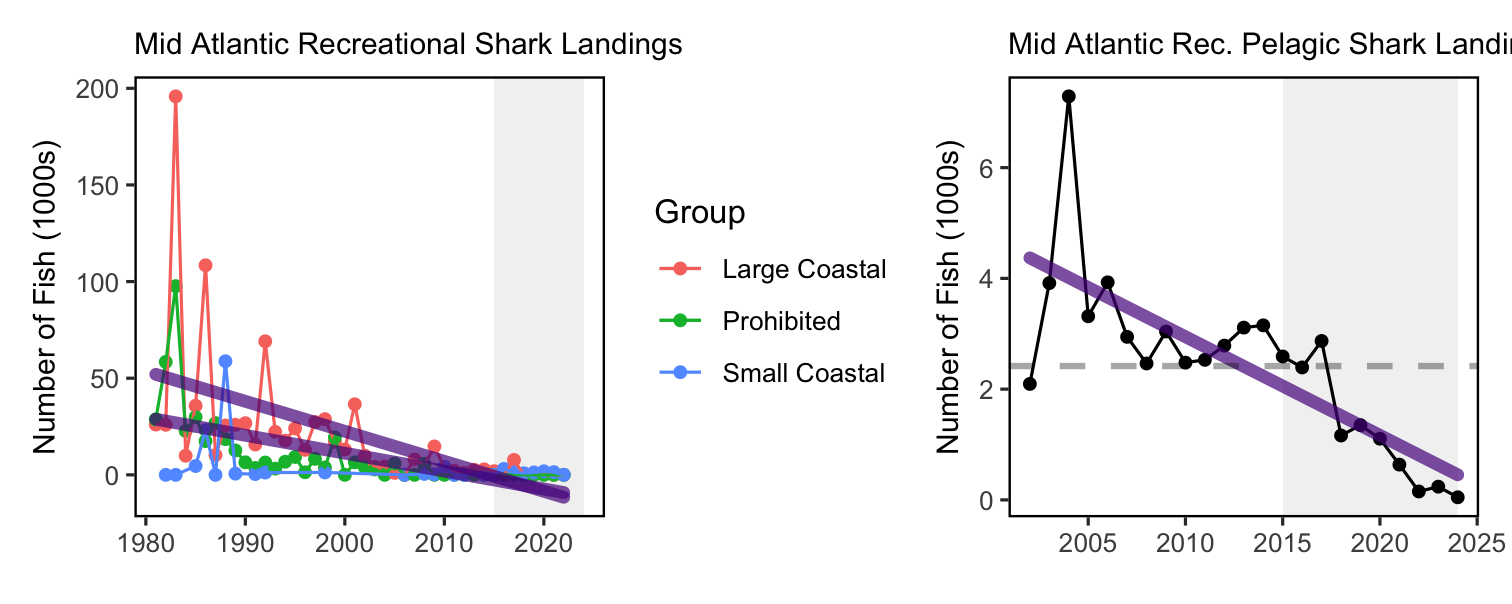 Mid Atlantic Recreational Shark Landings
Number of Fish (1000s)
200
150
100
50
0
1980 1990 2000 2010 2020
Group
Large Coastal
Prohibited
Small Coastal
Mid Atlantic Rec. Pelagic Shark Landi
Number of Fish (1000s)
6
4
2
0
2005 2010 2015 2020 2025